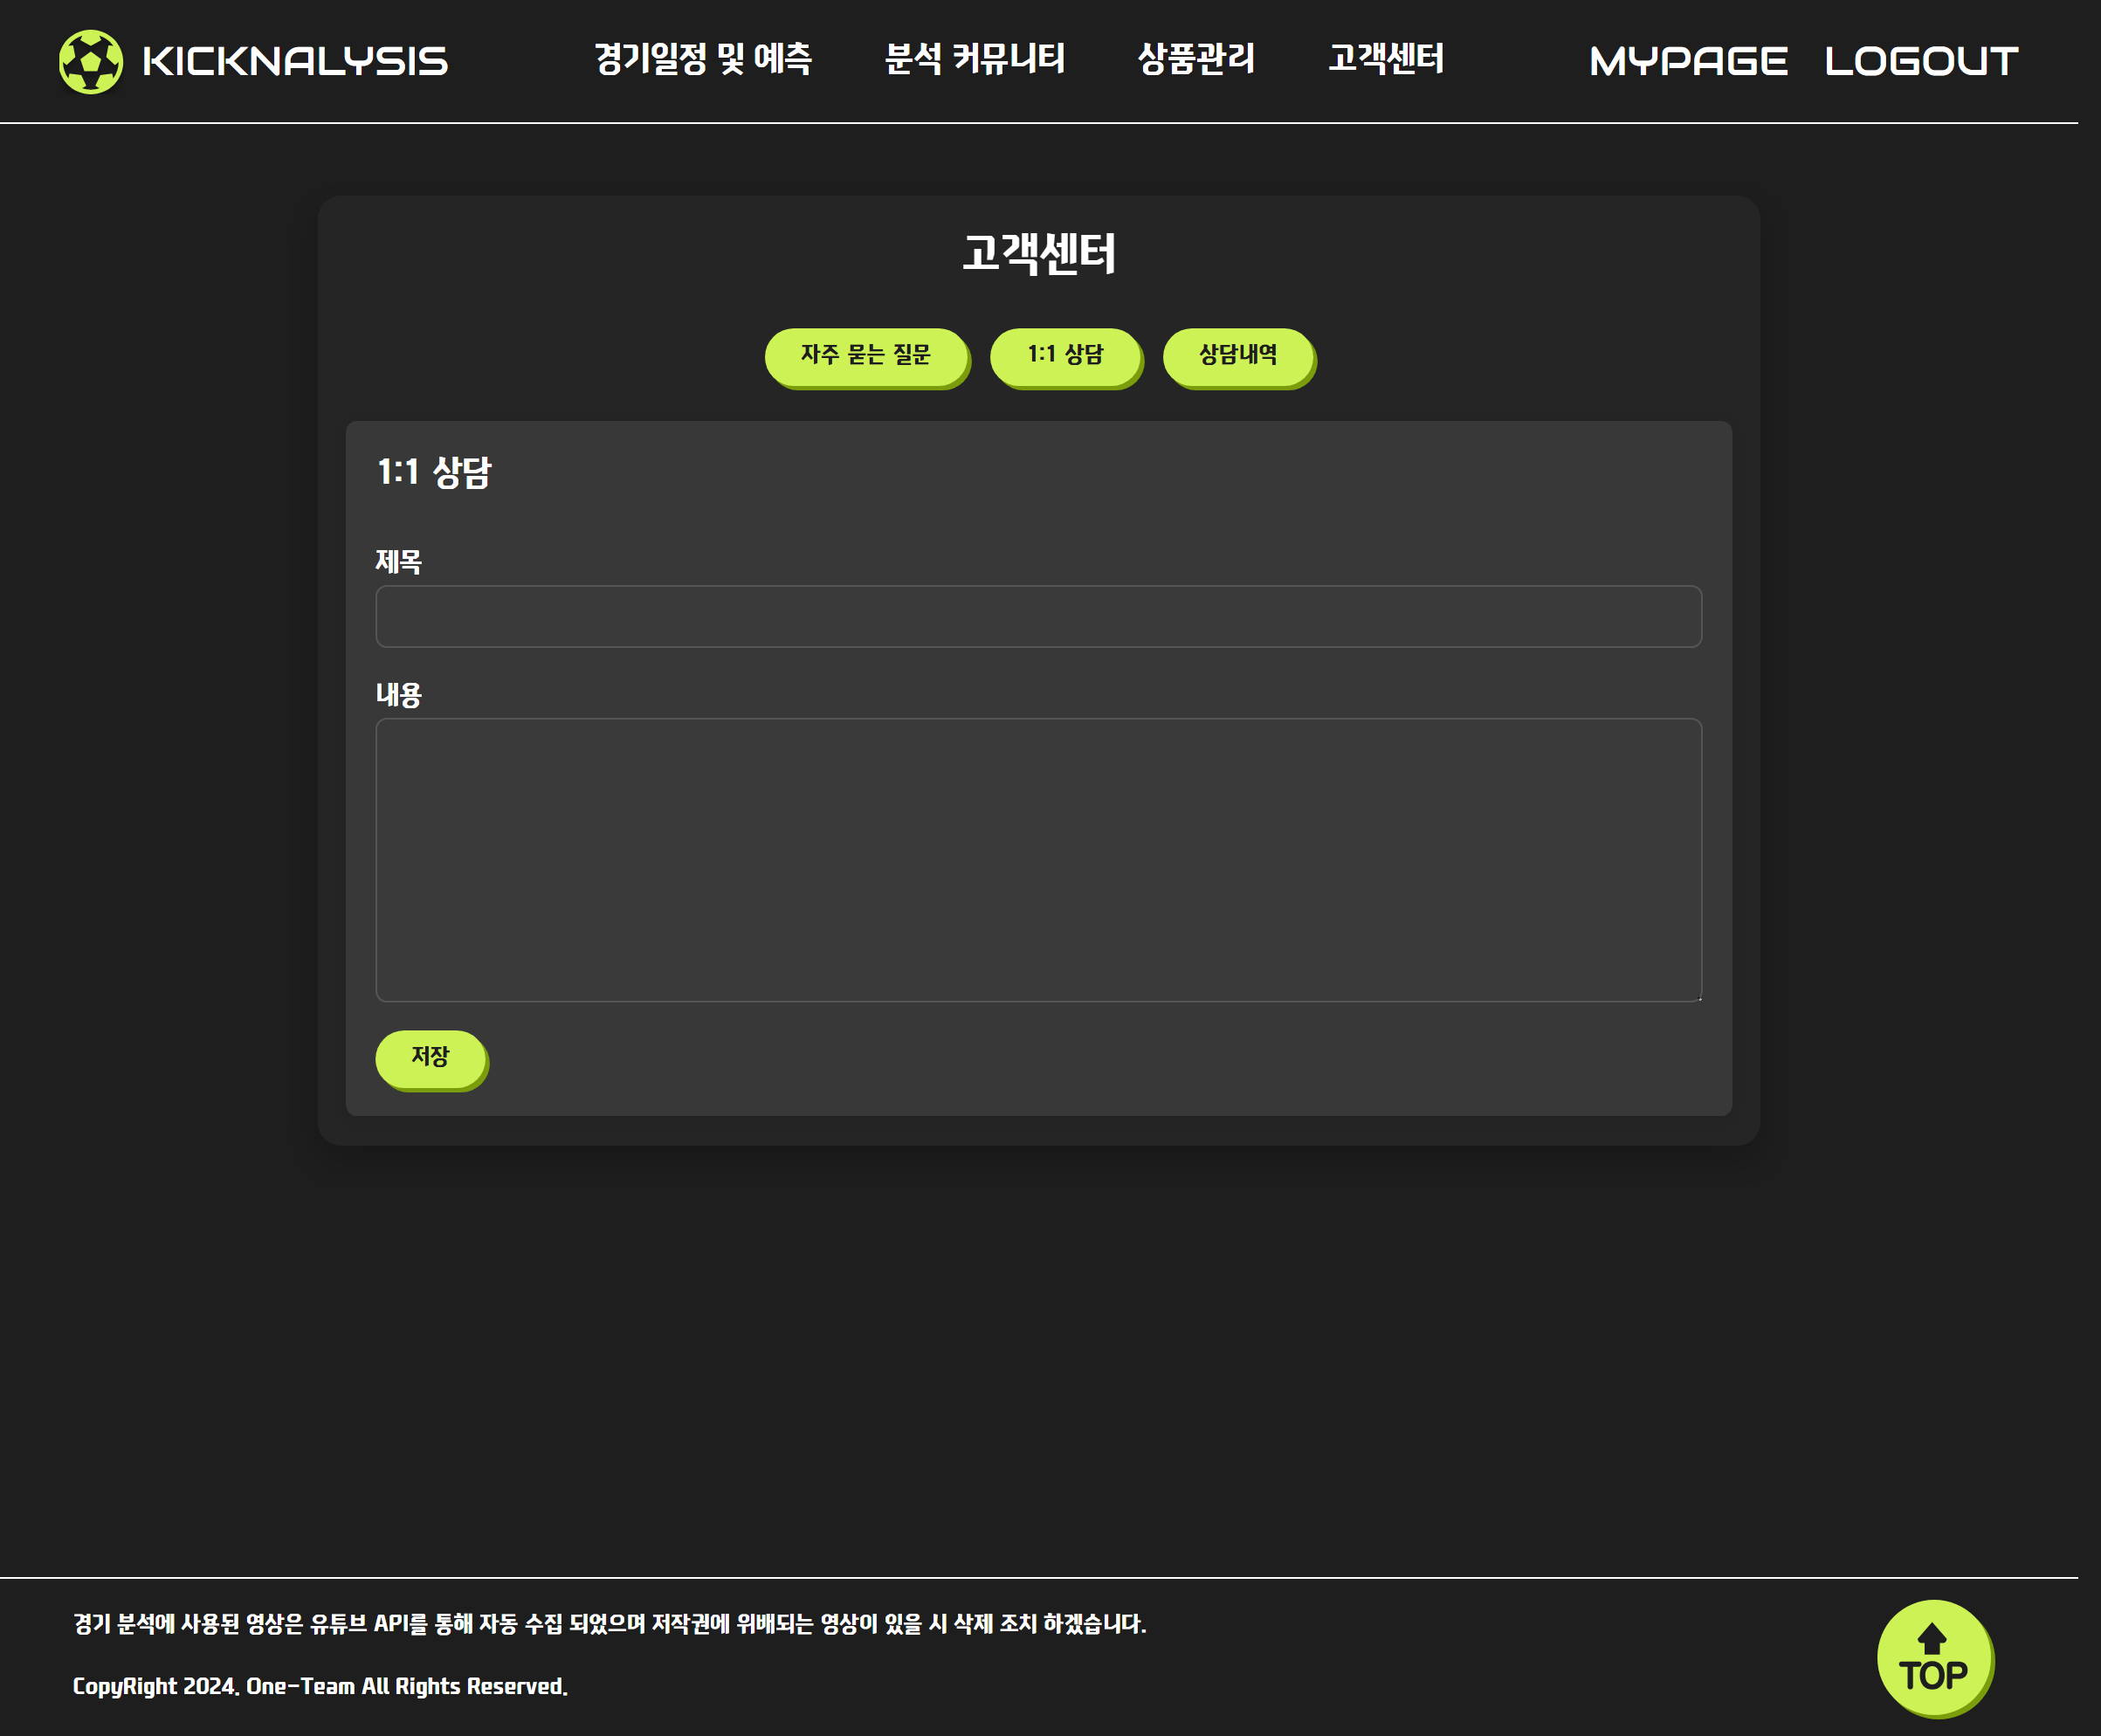 KICKNALYSIS 경기일정 및 예측 분석 커뮤니티 상품관리 고객센터 MYPAGE LOGOUT
고객센터
자주 묻는 질문 1:1 상담 상담내역
1:1 상담
제목
내용
저장
경기 분석에 사용된 영상은 유튜브 API를 통해 자동 수집 되었으며 저작권에 위배되는 영상이 있을 시 삭제 조치 하겠습니다.
CopyRight 2024. One-Team All Rights Reserved.
TOP